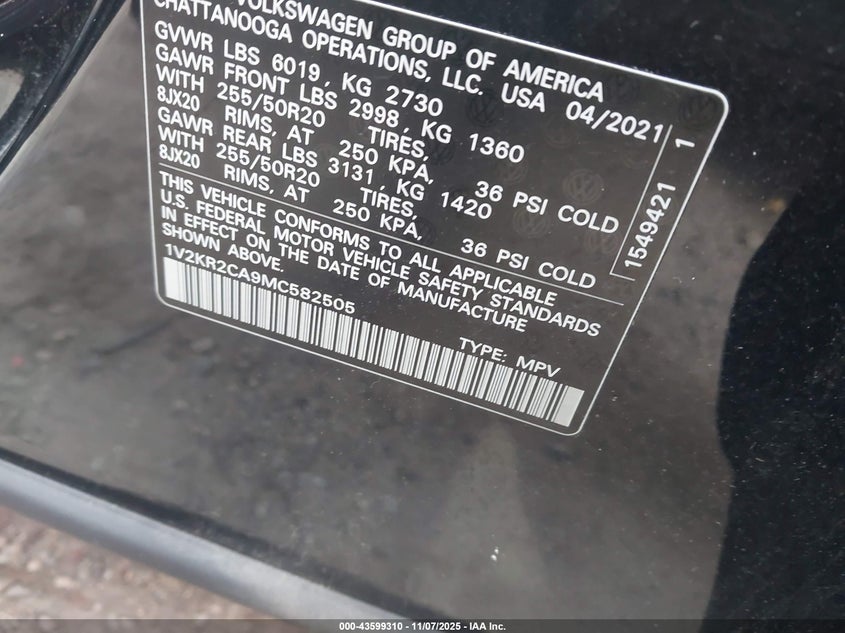 VOLKSWAGEN GROUP OF AMERICA
CHATTANOOGA OPERATIONS, LLC. USA 04/2021
GVWR LBS 6019, KG 2730
GAWR FRONT LBS 2998, KG 1360
WITH 255/50R20 TIRES,
8JX20 RIMS, AT 250 KPA, 36 PSI COLD
GAWR REAR LBS 3131, KG 1420
WITH 255/50R20 TIRES,
8JX20 RIMS, AT 250 KPA, 36 PSI COLD
THIS VEHICLE CONFORMS TO ALL APPLICABLE
U.S. FEDERAL MOTOR VEHICLE SAFETY STANDARDS
IN EFFECT ON THE DATE OF MANUFACTURE
SHOWN ABOVE.
1V2KR2CA9MC582505
TYPE: MPV
1549421 1
000-43599310 - 11/07/2025 - © IAA Inc.